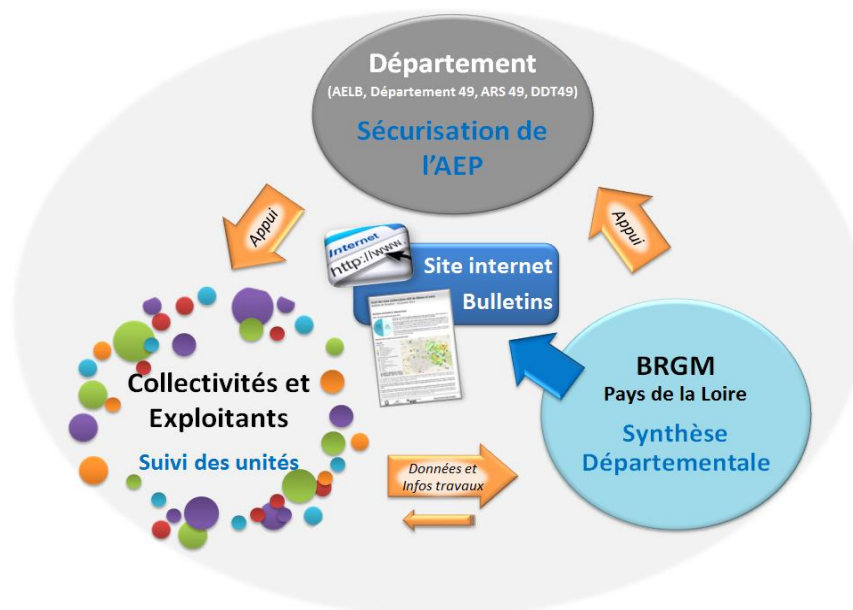 Département
(AELB, Département 49, ARS 49, DDT49)
Sécurisation de
l'AEP
Appui
Appui
Internet
http://www
Site internet
Bulletins
Collectivités et
Exploitants
Suivi des unités
BRGM
Pays de la Loire
Synthèse
Départementale
Données et
Infos travaux